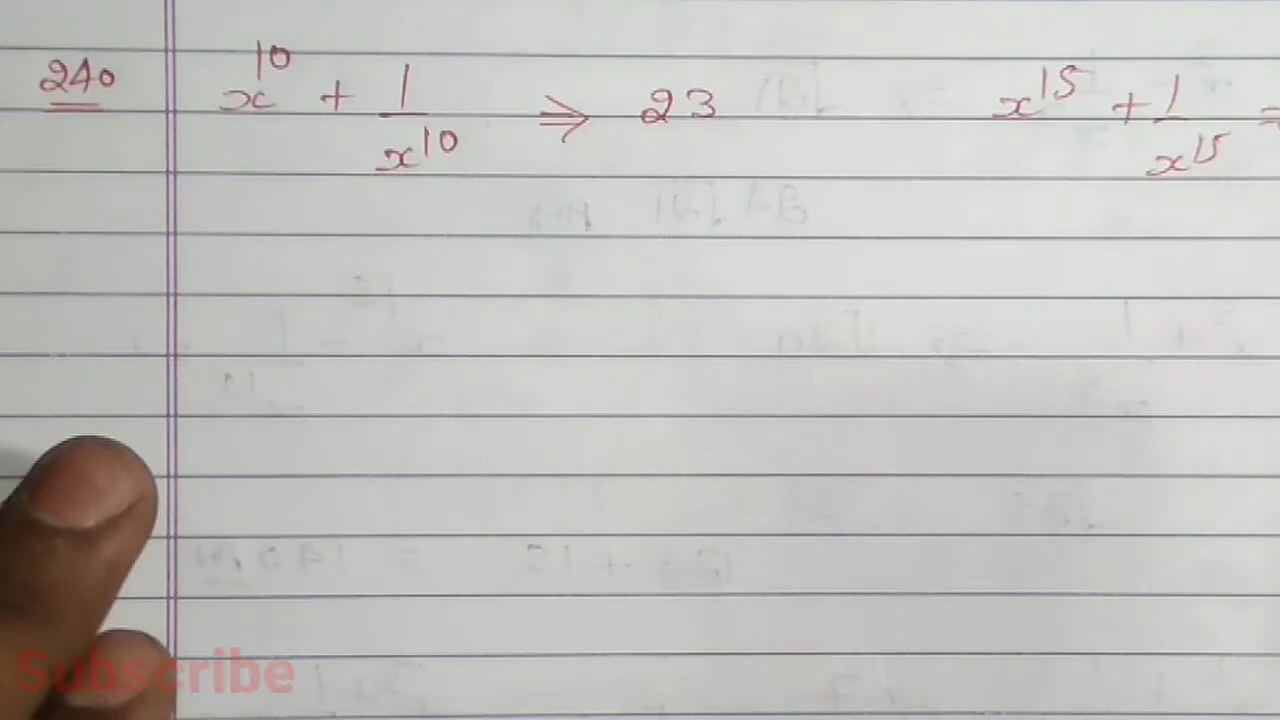 240 x^10 + 1/x^10 ⇒ 23 x^15 + 1/x^15 =
Subscribe